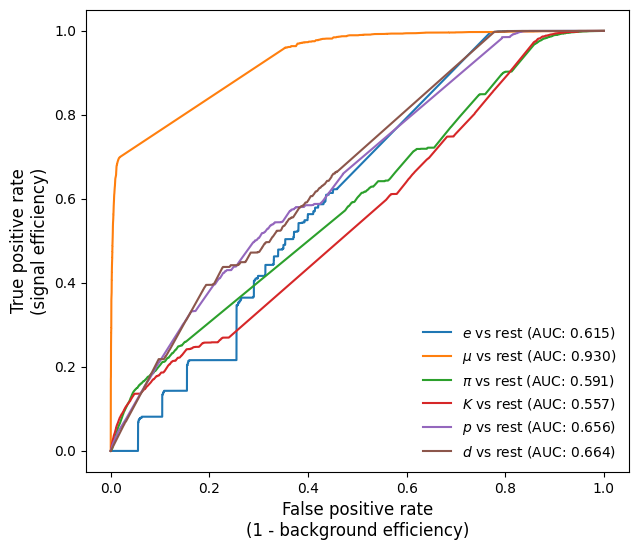 1.0
0.8
0.6
0.4
0.2
0.0
True positive rate
(signal efficiency)
0.0 0.2 0.4 0.6 0.8 1.0
False positive rate
(1 - background efficiency)
e vs rest (AUC: 0.615)
μ vs rest (AUC: 0.930)
π vs rest (AUC: 0.591)
K vs rest (AUC: 0.557)
p vs rest (AUC: 0.656)
d vs rest (AUC: 0.664)